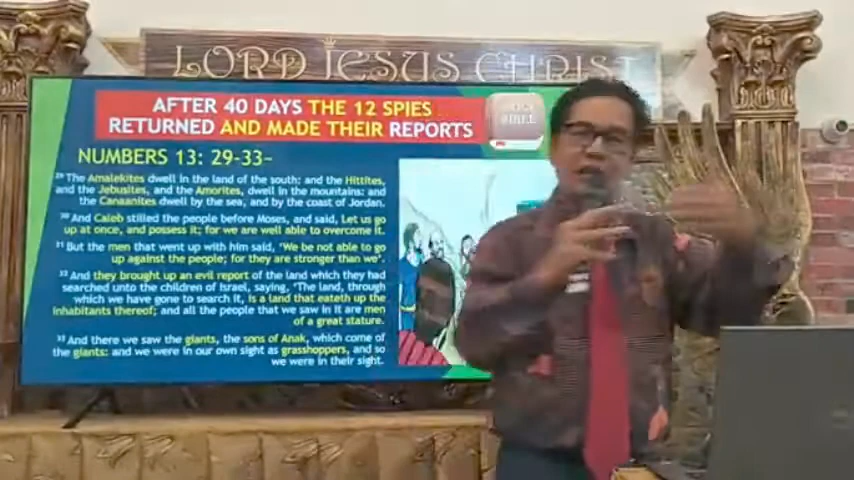 LORD JESUS CHRIST
AFTER 40 DAYS THE 12 SPIES
RETURNED AND MADE THEIR REPORTS
HOLY
BIBLE
NUMBERS 13: 29-33–
29 The Amalekites dwell in the land of the south: and the Hittites,
and the Jebusites, and the Amorites, dwell in the mountains: and
the Canaanites dwell by the sea, and by the coast of Jordan.
30 And Caleb stilled the people before Moses, and said, Let us go
up at once, and possess it; for we are well able to overcome it.
31 But the men that went up with him said, 'We be not able to go
up against the people; for they are stronger than we'.
32 And they brought up an evil report of the land which they had
searched unto the children of Israel, saying, 'The land, through
which we have gone to search it, is a land that eateth up the
inhabitants thereof; and all the people that we saw in it are men
of a great stature.
33 And there we saw the giants, the sons of Anak, which come of
the giants: and we were in our own sight as grasshoppers, and so
we were in their sight.